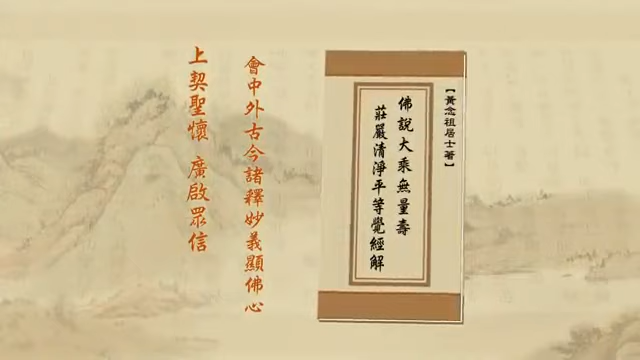 【黃念祖居士著】
佛說大乘無量壽
莊嚴清淨平等覺經解
會中外古今諸釋妙義顯佛心
上契聖懷 廣啟眾信